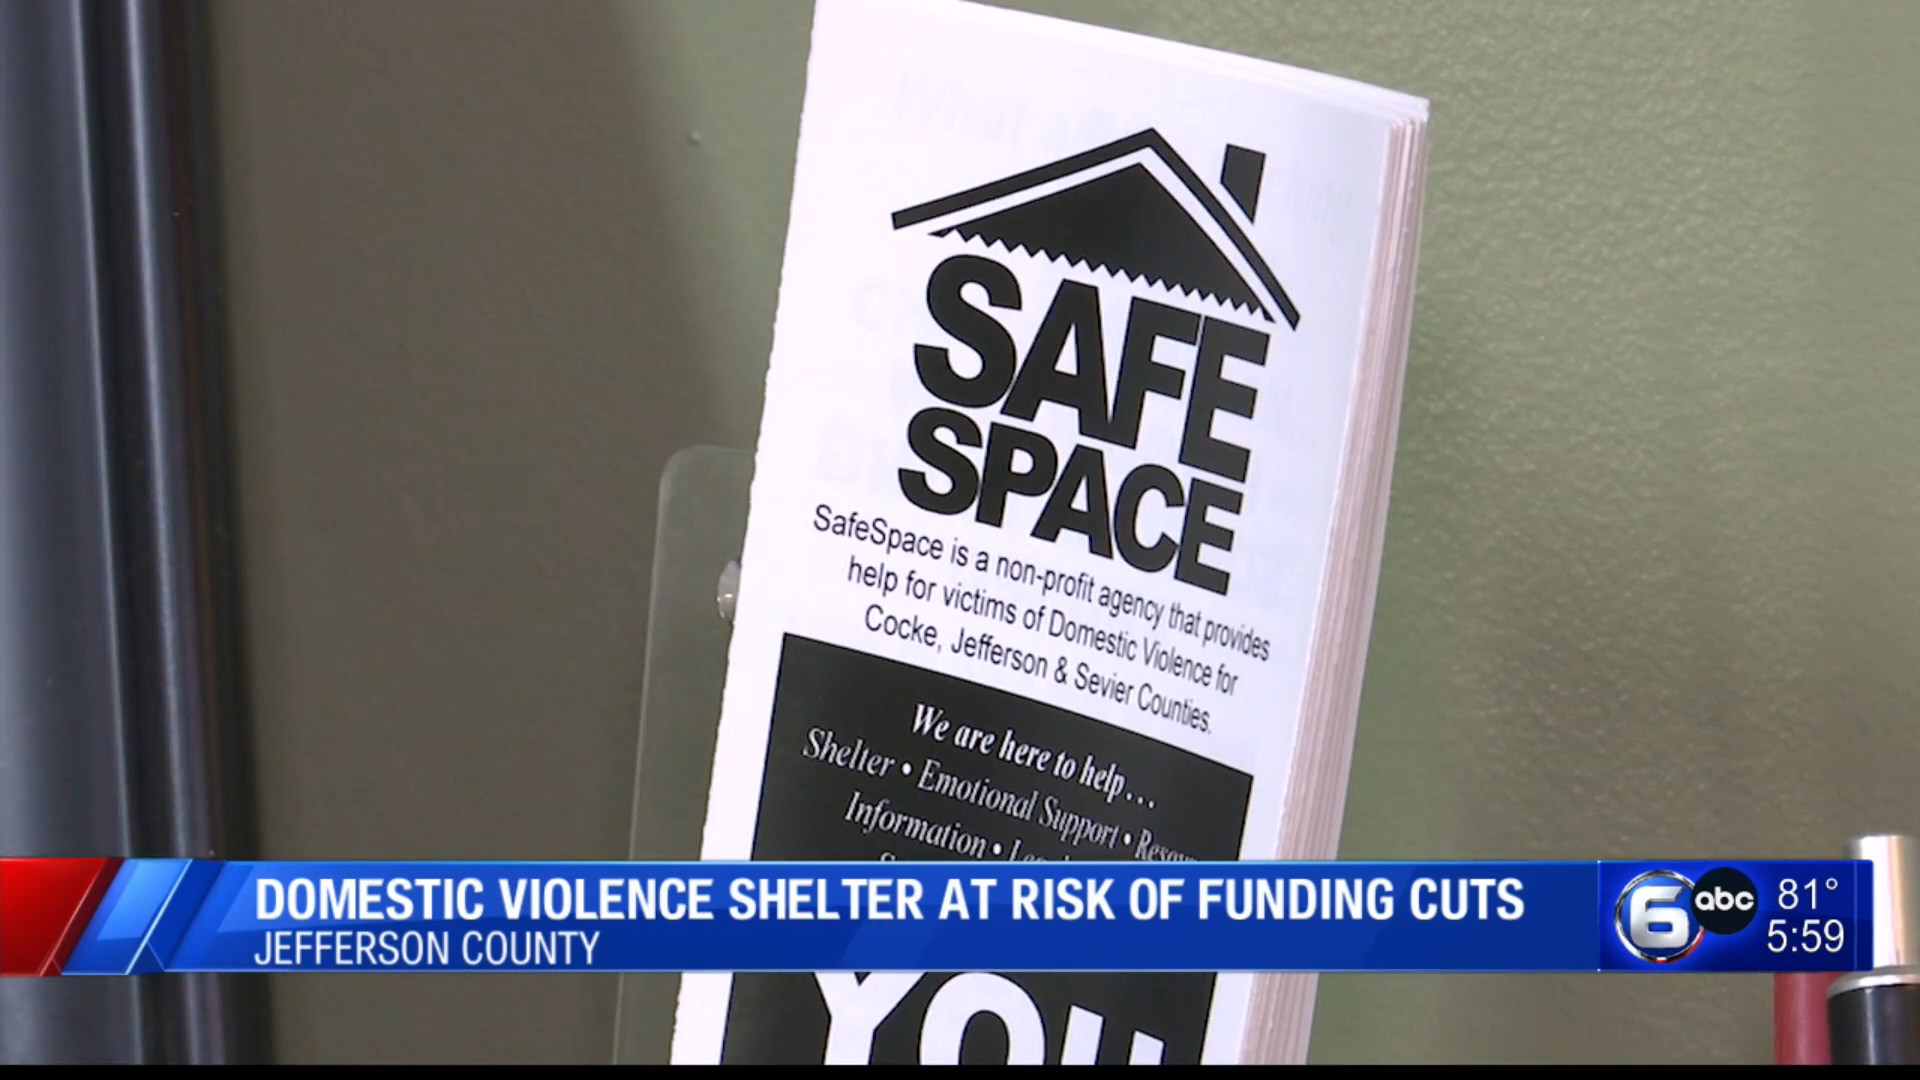 SAFE
SPACE
SafeSpace is a non-profit agency that provides
help for victims of Domestic Violence for
Cocke, Jefferson & Sevier Counties.
We are here to help...
Shelter • Emotional Support •
Information •
DOMESTIC VIOLENCE SHELTER AT RISK OF FUNDING CUTS
JEFFERSON COUNTY
6 abc 81°
5:59
YOU